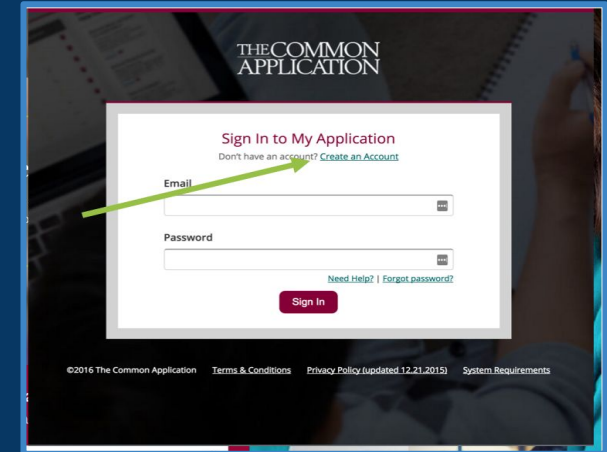 THE COMMON
APPLICATION
Sign In to My Application
Don't have an account? Create an Account
Email
Password
Need Help? | Forgot password?
Sign In
©2016 The Common Application Terms & Conditions Privacy Policy (updated 12.21.2015) System Requirements